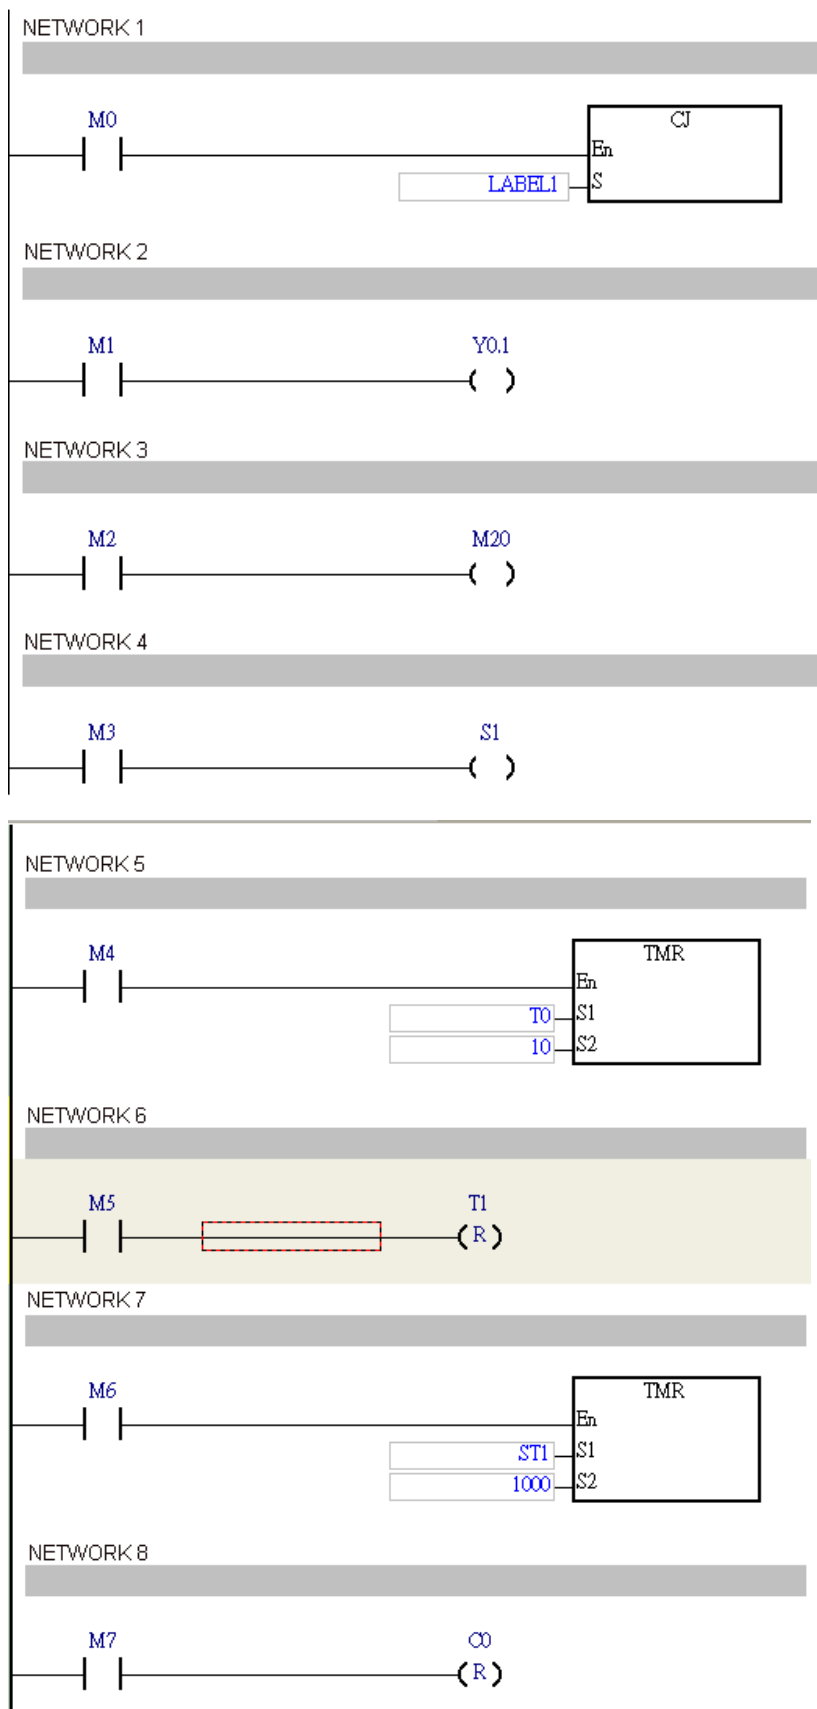 NETWORK 1
M0
CJ
En
LABEL1 S
NETWORK 2
M1 Y0.1
NETWORK 3
M2 M20
NETWORK 4
M3 S1
NETWORK 5
M4
TMR
En
T0 S1
10 S2
NETWORK 6
M5 T1
R
NETWORK 7
M6
TMR
En
ST1 S1
1000 S2
NETWORK 8
M7 C0
R